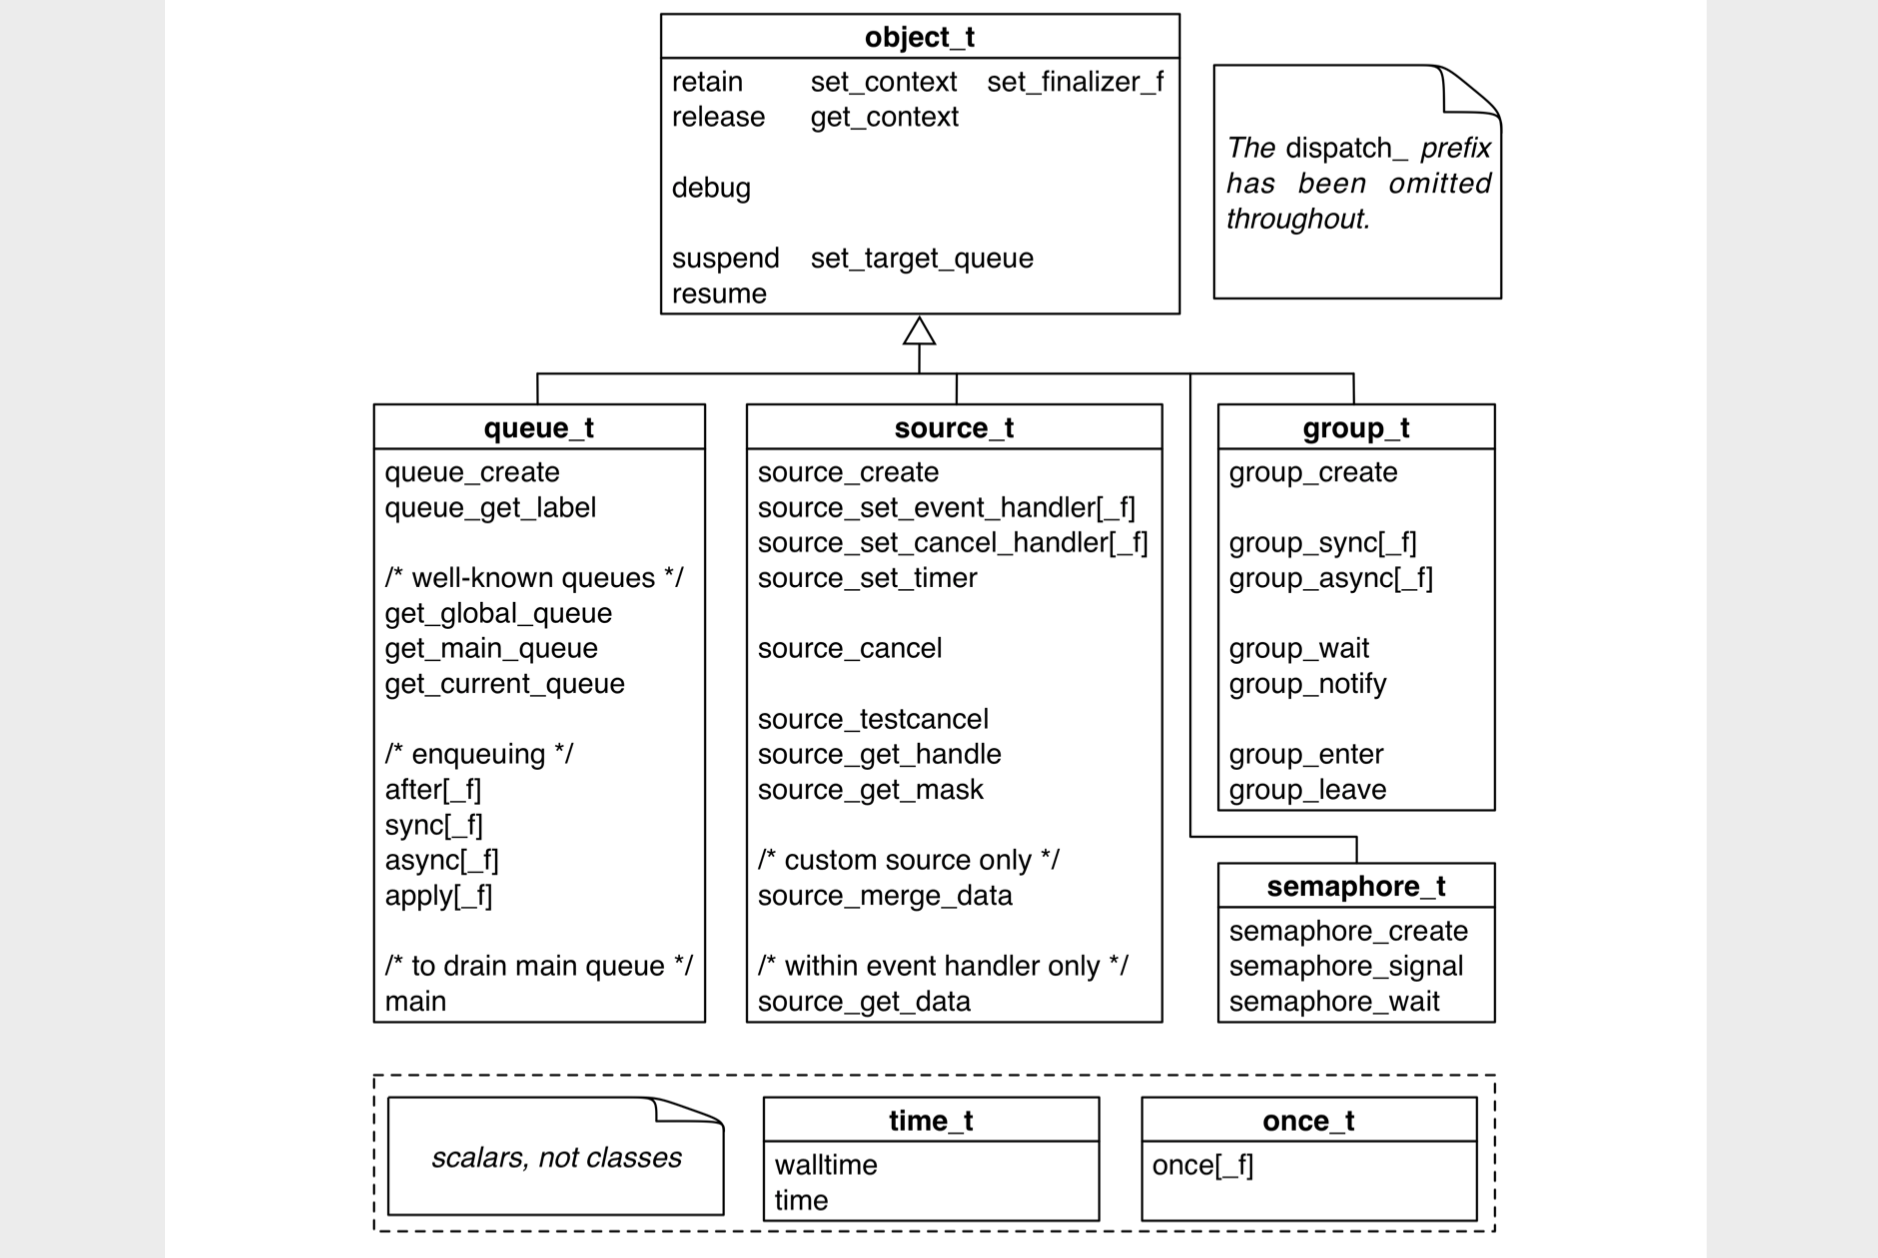 object_t
retain set_context set_finalizer_f
release get_context
debug
suspend set_target_queue
resume
The dispatch_ prefix
has been omitted
throughout.
queue_t
queue_create
queue_get_label
/* well-known queues */
get_global_queue
get_main_queue
get_current_queue
/* enqueuing */
after[_f]
sync[_f]
async[_f]
apply[_f]
/* to drain main queue */
main
source_t
source_create
source_set_event_handler[_f]
source_set_cancel_handler[_f]
source_set_timer
source_cancel
source_testcancel
source_get_handle
source_get_mask
/* custom source only */
source_merge_data
/* within event handler only */
source_get_data
group_t
group_create
group_sync[_f]
group_async[_f]
group_wait
group_notify
group_enter
group_leave
semaphore_t
semaphore_create
semaphore_signal
semaphore_wait
scalars, not classes
time_t
walltime
time
once_t
once[_f]